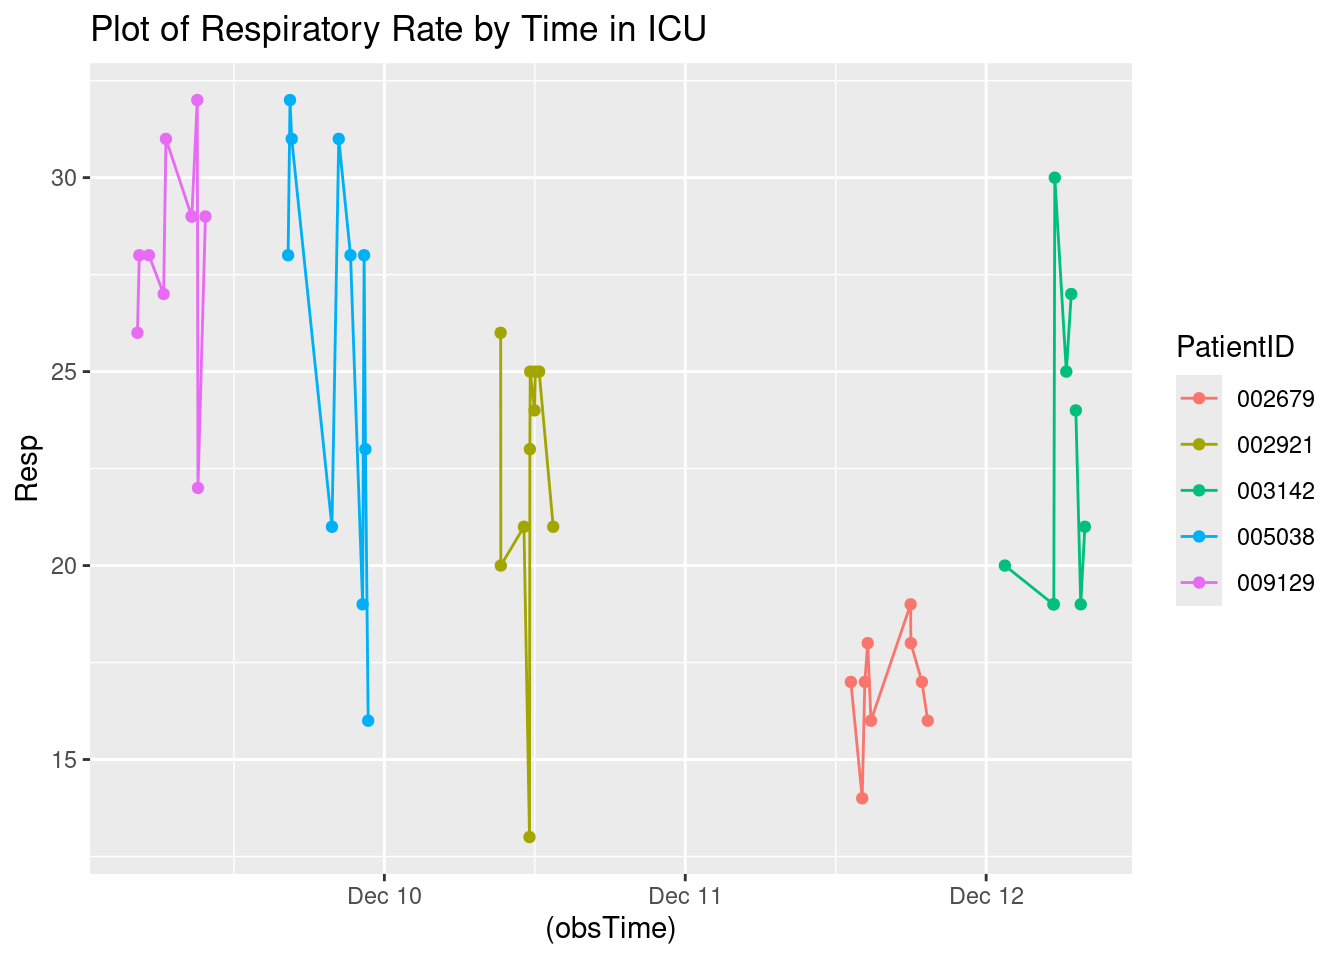 Plot of Respiratory Rate by Time in ICU
30
25
20
15
Resp
Dec 10
Dec 11
Dec 12
(obsTime)
PatientID
002679
002921
003142
005038
009129